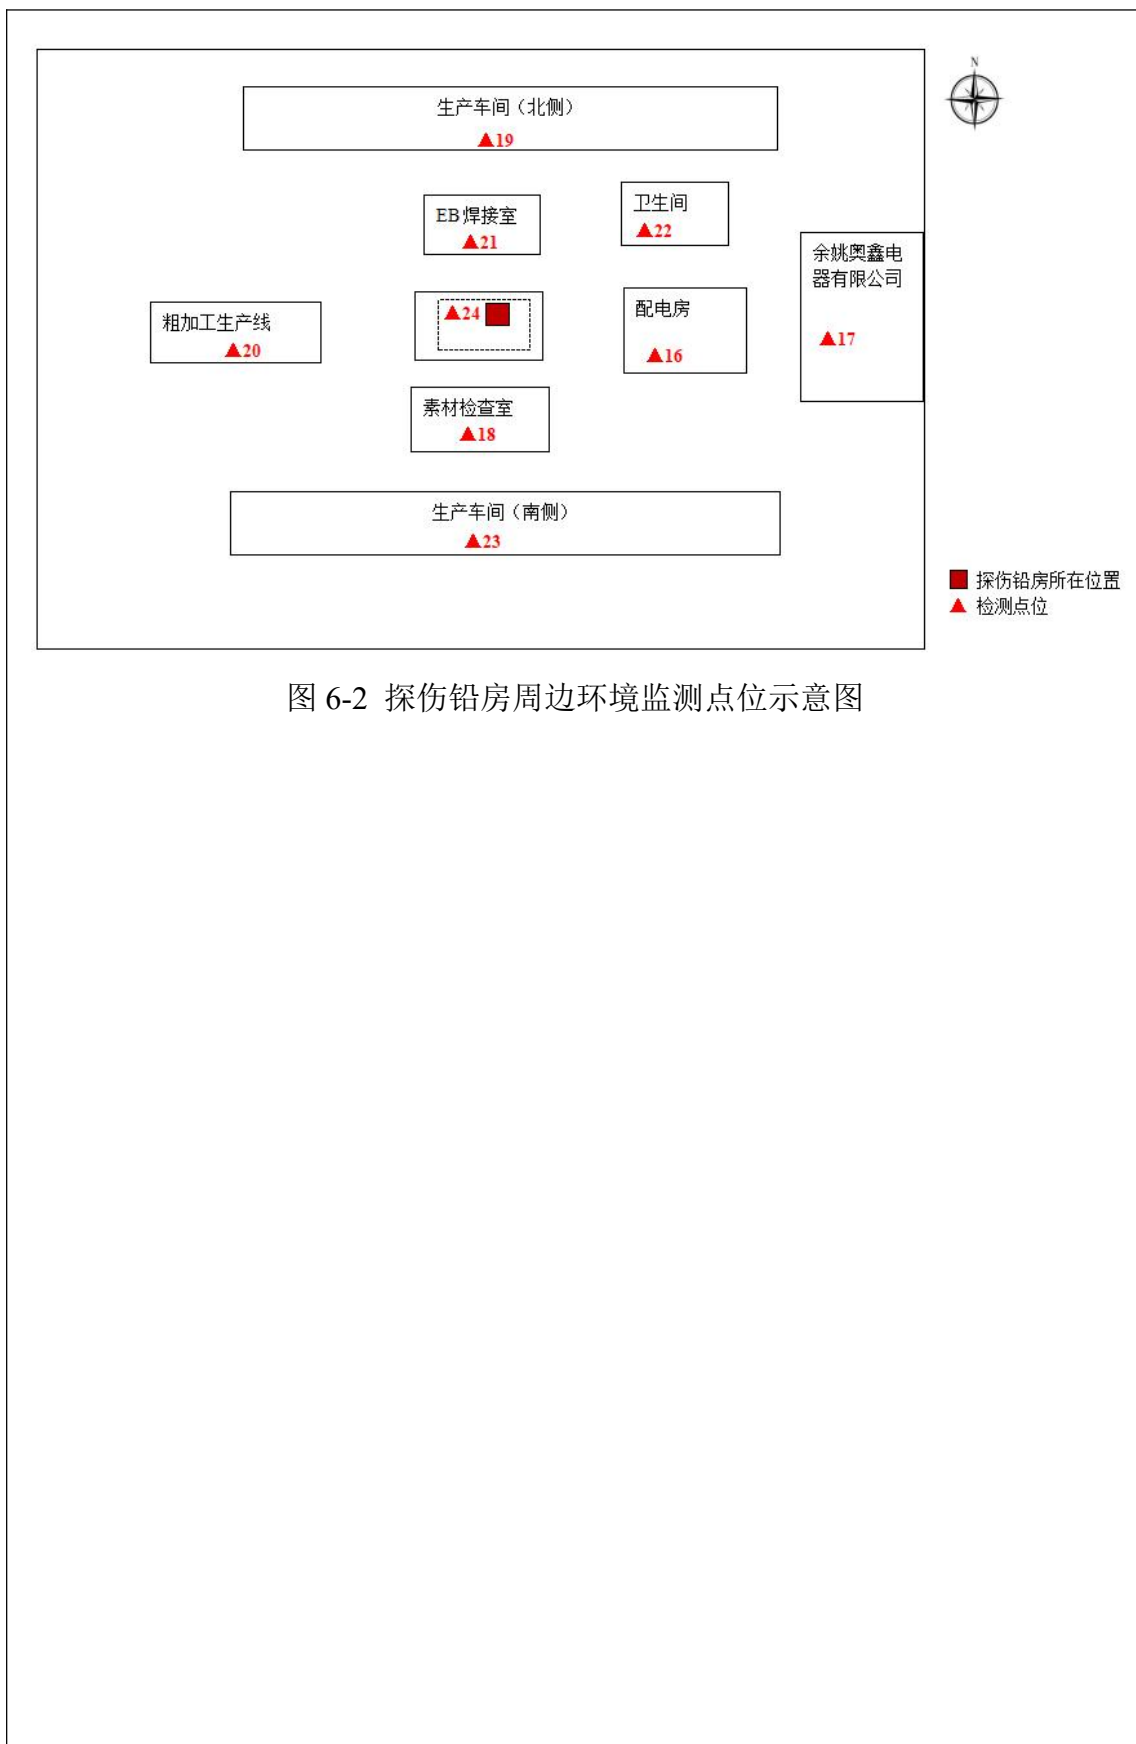 N
生产车间（北侧）
▲19
EB 焊接室
▲21
卫生间
▲22
余姚奥鑫电
器有限公司
▲17
粗加工生产线
▲20
▲24
配电房
▲16
素材检查室
▲18
生产车间（南侧）
▲23
探伤铅房所在位置
检测点位
图 6-2 探伤铅房周边环境监测点位示意图